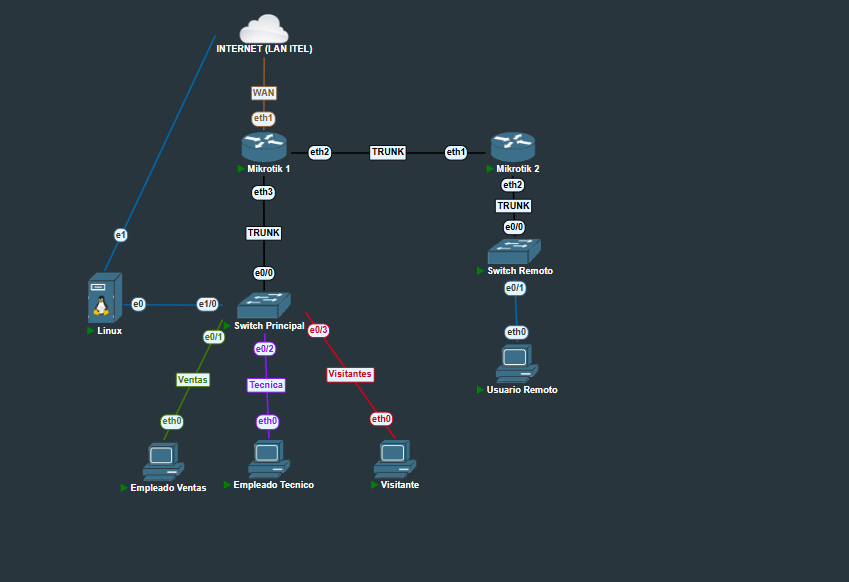 INTERNET (LAN ITEL)
WAN
eth1
eth2
TRUNK
eth1
Mikrotik 1
Mikrotik 2
eth3
eth2
TRUNK
TRUNK
e0/0
e1
e0/0
Switch Remoto
e0/1
e0
e1/0
Switch Principal
Linux
e0/1
e0/2
e0/3
eth0
Ventas
Tecnica
Visitantes
Usuario Remoto
eth0
eth0
eth0
Empleado Ventas
Empleado Tecnico
Visitante